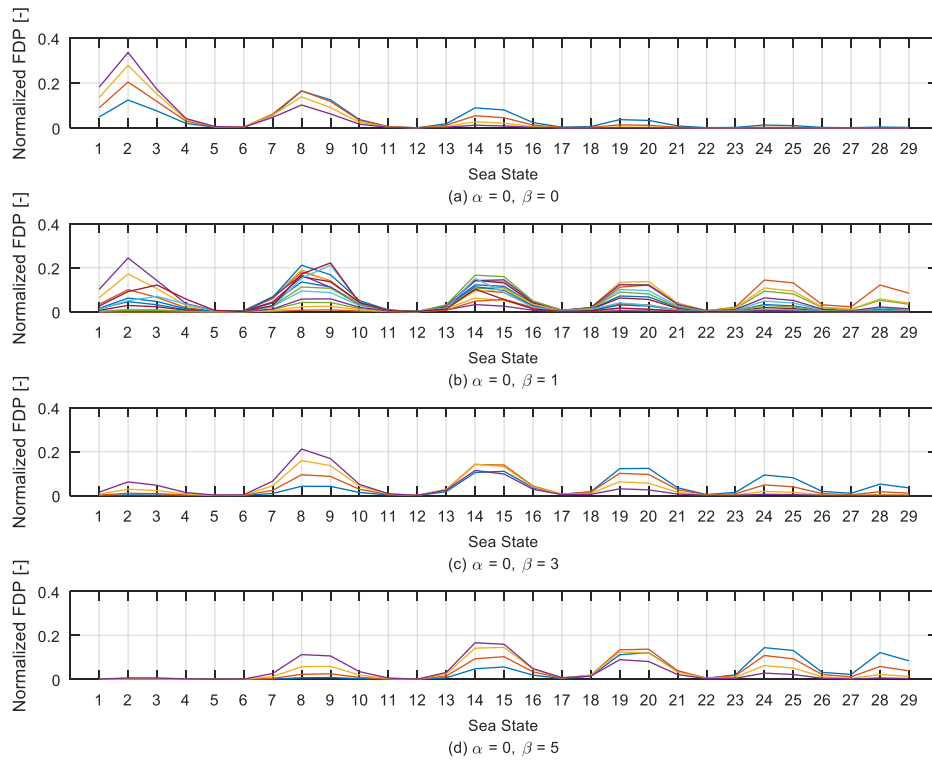 Normalized FDP [-]
0.4
0.2
0
1 2 3 4 5 6 7 8 9 10 11 12 13 14 15 16 17 18 19 20 21 22 23 24 25 26 27 28 29
Sea State
(a) α = 0, β = 0
Normalized FDP [-]
0.4
0.2
0
1 2 3 4 5 6 7 8 9 10 11 12 13 14 15 16 17 18 19 20 21 22 23 24 25 26 27 28 29
Sea State
(b) α = 0, β = 1
Normalized FDP [-]
0.4
0.2
0
1 2 3 4 5 6 7 8 9 10 11 12 13 14 15 16 17 18 19 20 21 22 23 24 25 26 27 28 29
Sea State
(c) α = 0, β = 3
Normalized FDP [-]
0.4
0.2
0
1 2 3 4 5 6 7 8 9 10 11 12 13 14 15 16 17 18 19 20 21 22 23 24 25 26 27 28 29
Sea State
(d) α = 0, β = 5